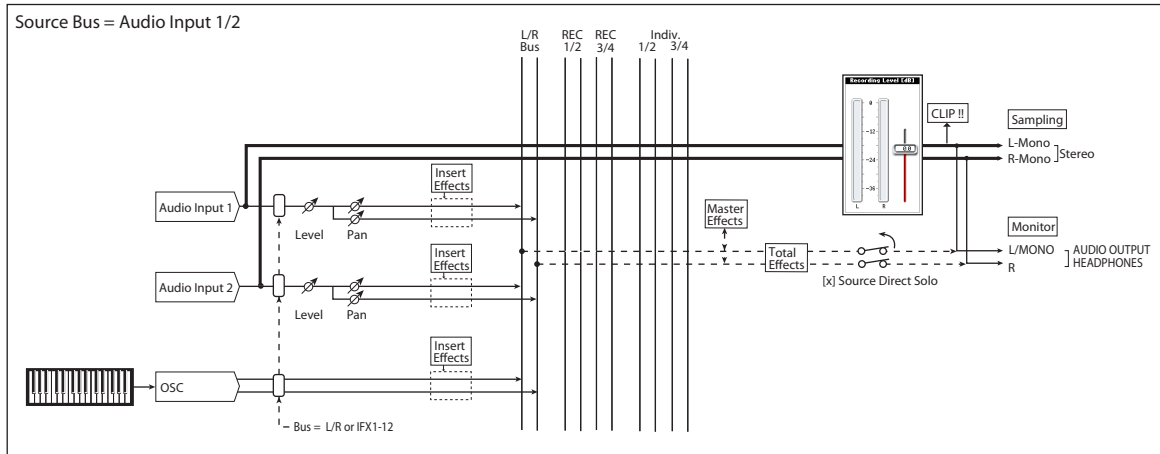 Source Bus = Audio Input 1/2
L/R
Bus
REC
1/2
REC
3/4
Indiv.
1/2 3/4
Recording Level [dB]
0
-12
-24
-36
0.0
L R
CLIP !!
Sampling
L-Mono
R-Mono
Stereo
Insert
Effects
Audio Input 1
Level Pan
Master
Effects
Total
Effects
[x] Source Direct Solo
Monitor
L/MONO
R
AUDIO OUTPUT
HEADPHONES
Insert
Effects
Audio Input 2
Level Pan
Insert
Effects
OSC
Bus = L/R or IFX1-12